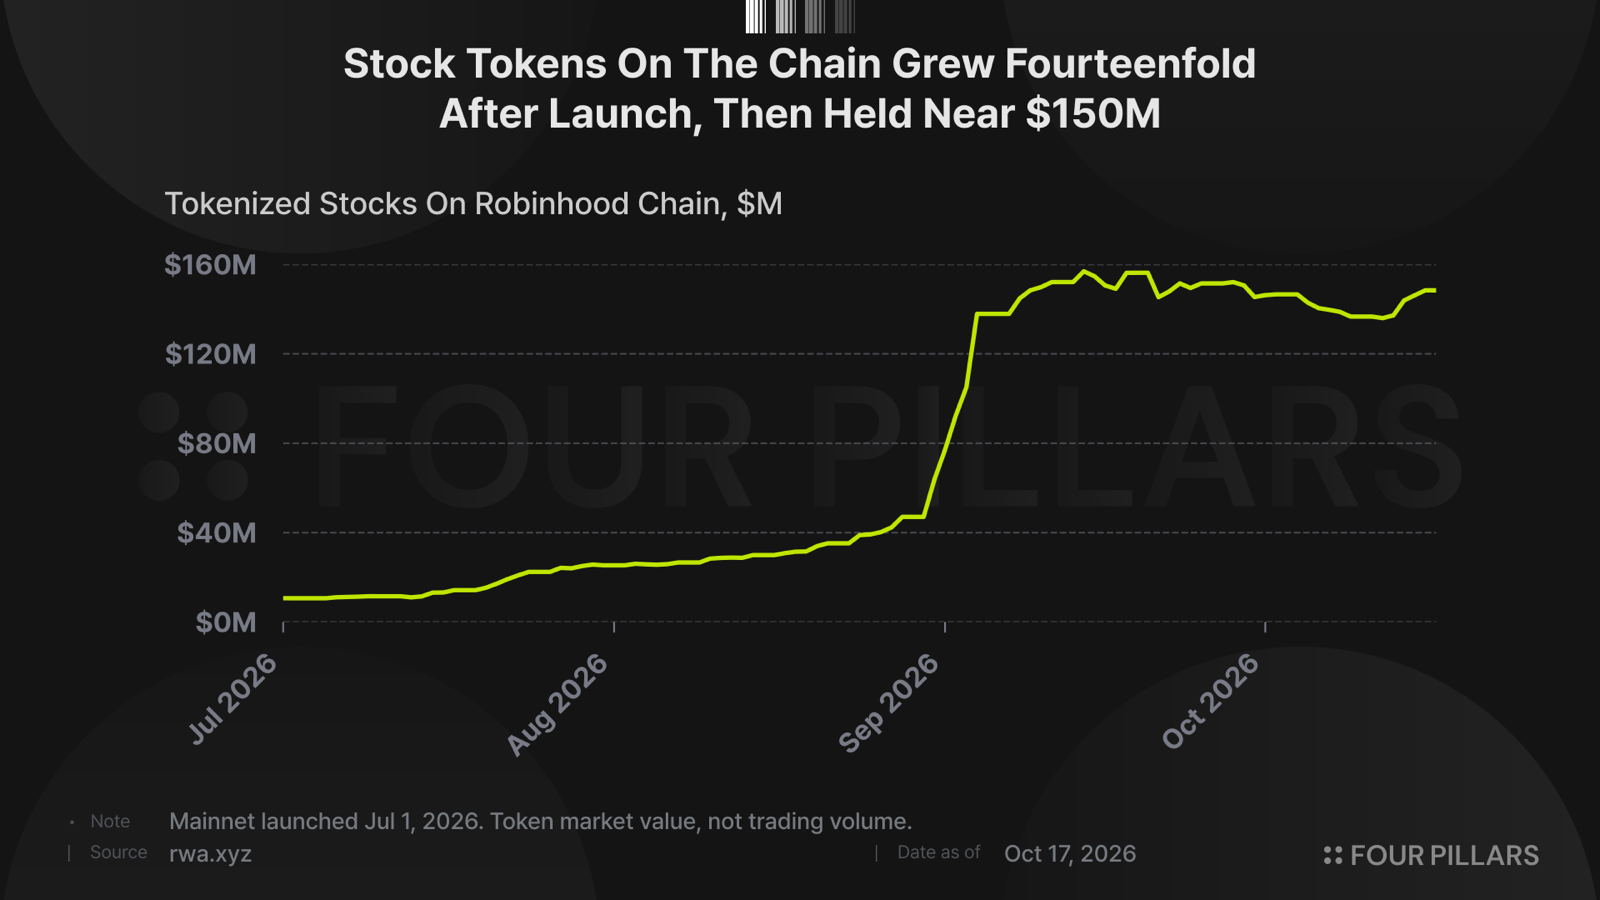 Stock Tokens On The Chain Grew Fourteenfold
After Launch, Then Held Near $150M
Tokenized Stocks On Robinhood Chain, $M
$160M
$120M
$80M
$40M
$0M
FOUR PILLARS
Jul 2026
Aug 2026
Sep 2026
Oct 2026
• Note Mainnet launched Jul 1, 2026. Token market value, not trading volume.
| Source rwa.xyz | Date as of Oct 17, 2026
FOUR PILLARS